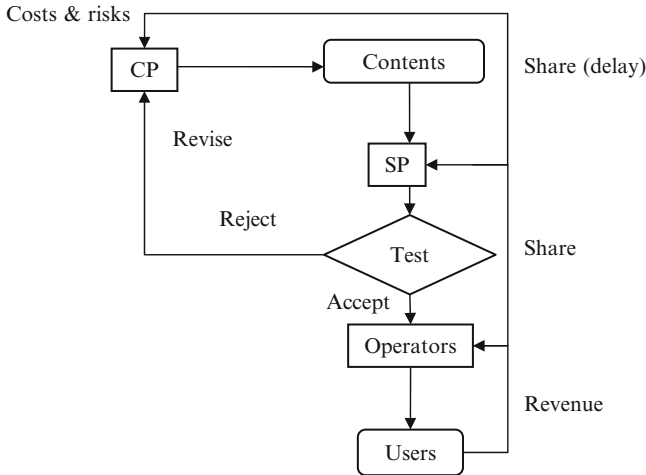 Costs & risks
CP
Contents
Share (delay)
Revise
SP
Reject
Test
Share
Accept
Operators
Revenue
Users